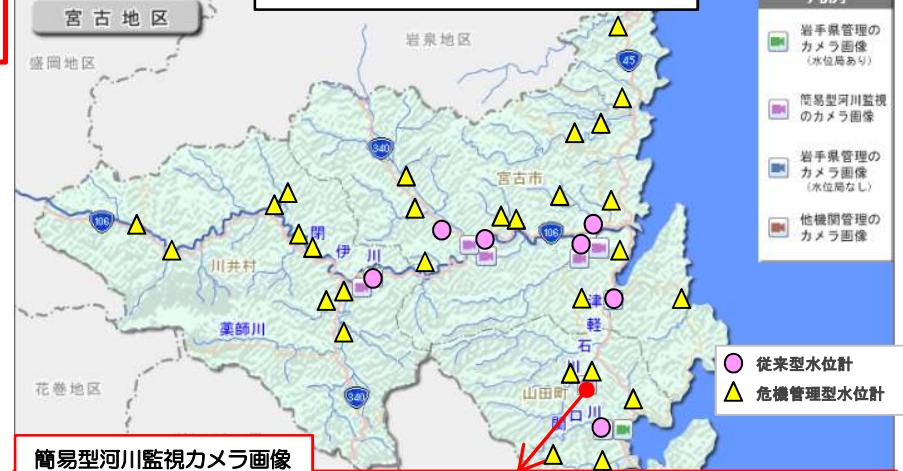 宮古地区
岩泉地区
盛岡地区
45
340
宮古市
106
106
閉
伊
川
川井村
薬師川
津
軽
石
川
花巻地区
340
山田町
関
口
川
岩手県管理の
カメラ画像
（水位局あり）
簡易型河川監視
のカメラ画像
岩手県管理の
カメラ画像
（水位局なし）
他機関管理の
カメラ画像
従来型水位計
危機管理型水位計
簡易型河川監視カメラ画像